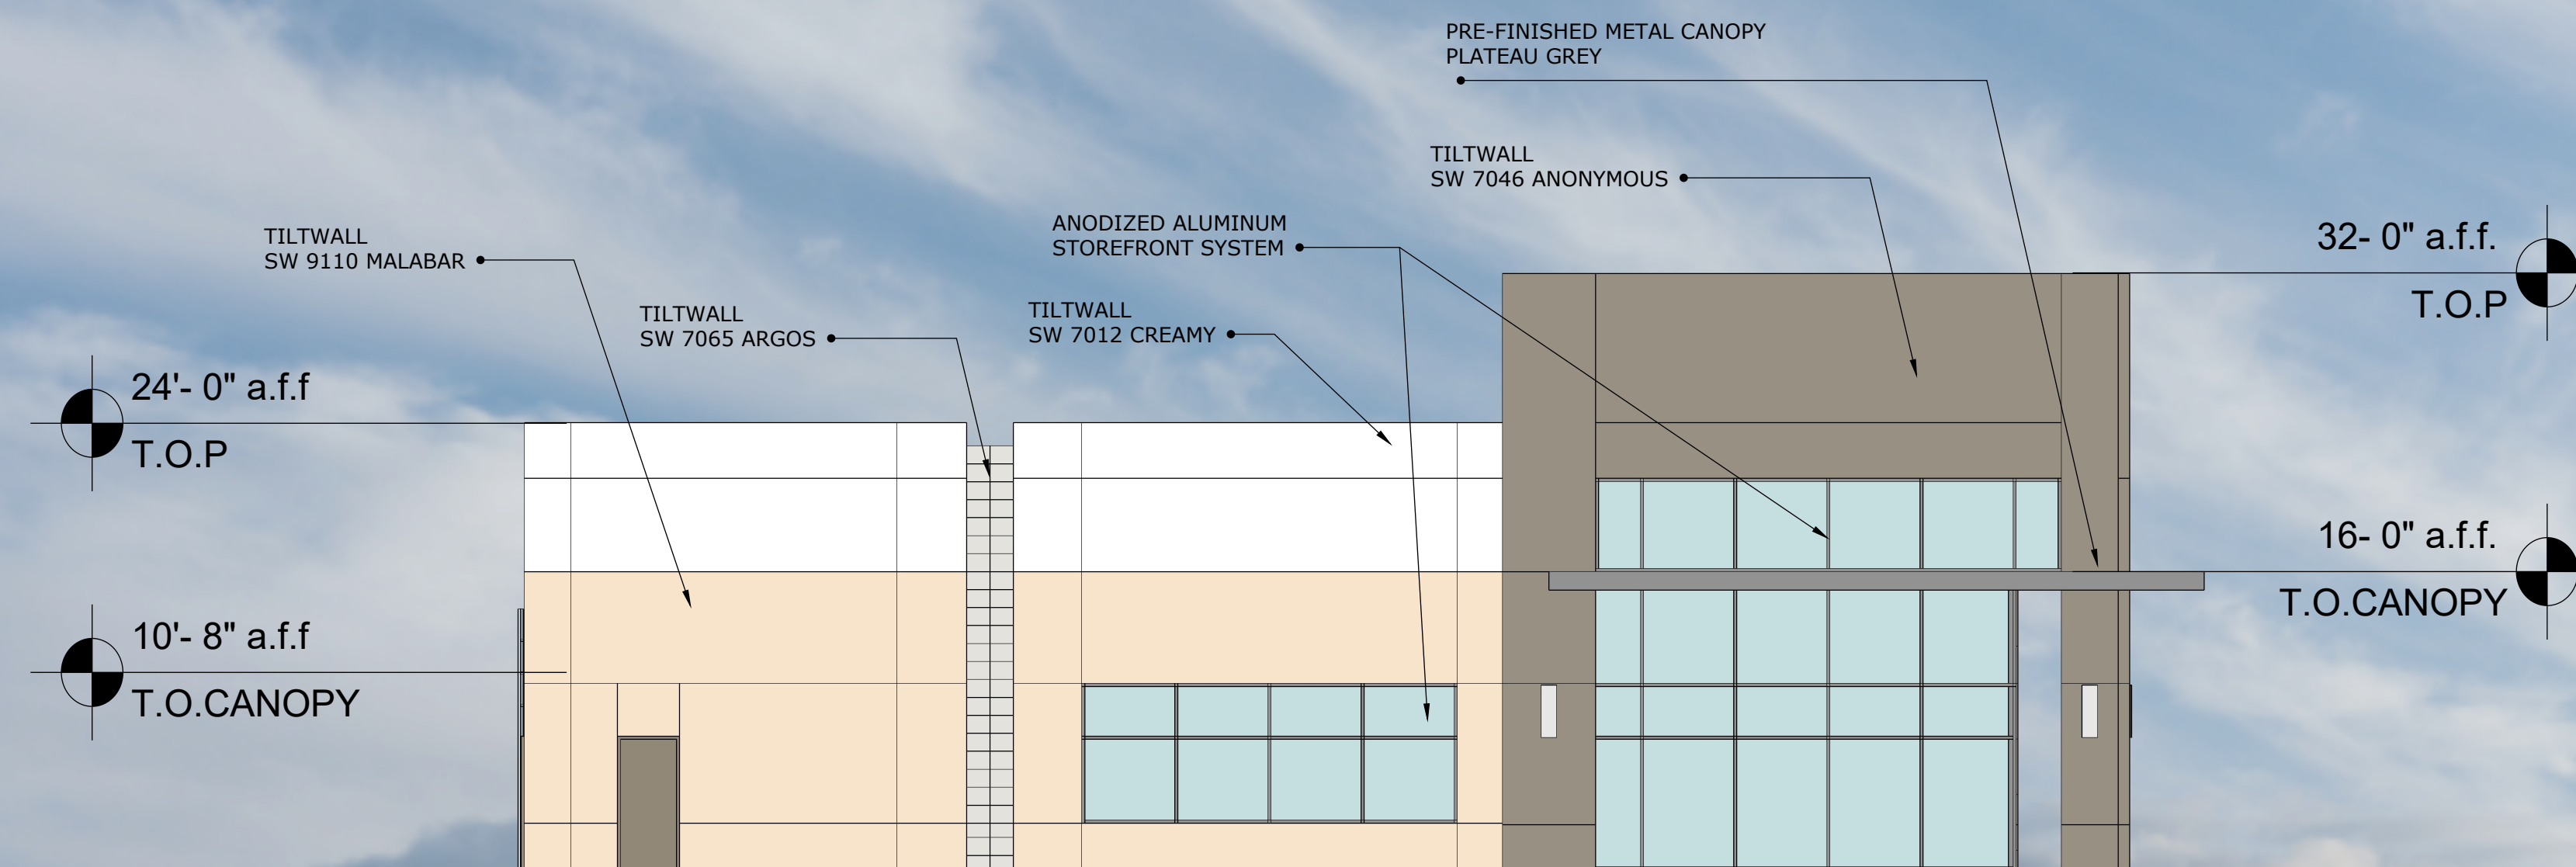 PRE-FINISHED METAL CANOPY
PLATEAU GREY
TILTWALL
SW 7046 ANONYMOUS
ANODIZED ALUMINUM
STOREFRONT SYSTEM
TILTWALL
SW 9110 MALABAR
TILTWALL
SW 7065 ARGOS
TILTWALL
SW 7012 CREAMY
32- 0" a.f.f.
T.O.P
24'- 0" a.f.f
T.O.P
16- 0" a.f.f.
T.O.CANOPY
10'- 8" a.f.f
T.O.CANOPY